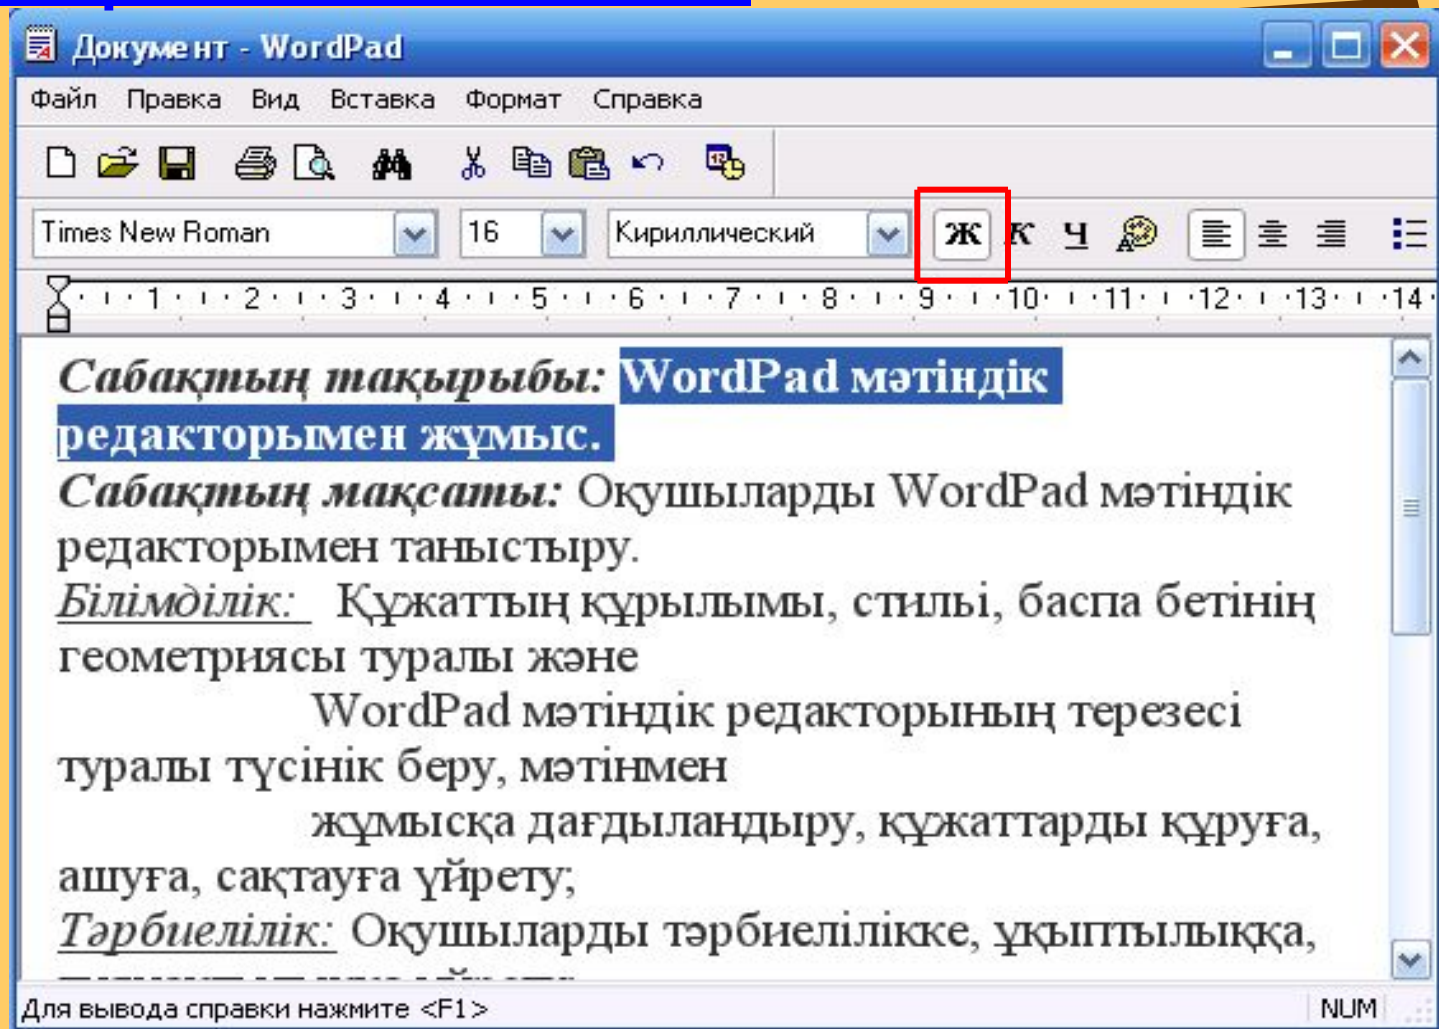 Документ - WordPad
Файл Правка Вид Вставка Формат Справка
Times New Roman 16 Кириллический Ж К Ч
1 2 3 4 5 6 7 8 9 10 11 12 13 14
Сабақтың тақырыбы: WordPad мәтіндік
редакторымен жұмыс.
Сабақтың мақсаты: Оқушыларды WordPad мәтіндік
редакторымен таныстыру.
Білімділік: Құжаттың құрылымы, стильі, баспа бетінің
геометриясы туралы және
WordPad мәтіндік редакторының терезесі
туралы түсінік беру, мәтінмен
жұмысқа дағдыландыру, құжаттарды құруға,
ашуға, сақтауға үйрету;
Тәрбиелілік: Оқушыларды тәрбиелілікке, ұқыптылыққа,
Для вывода справки нажмите <F1> NUM